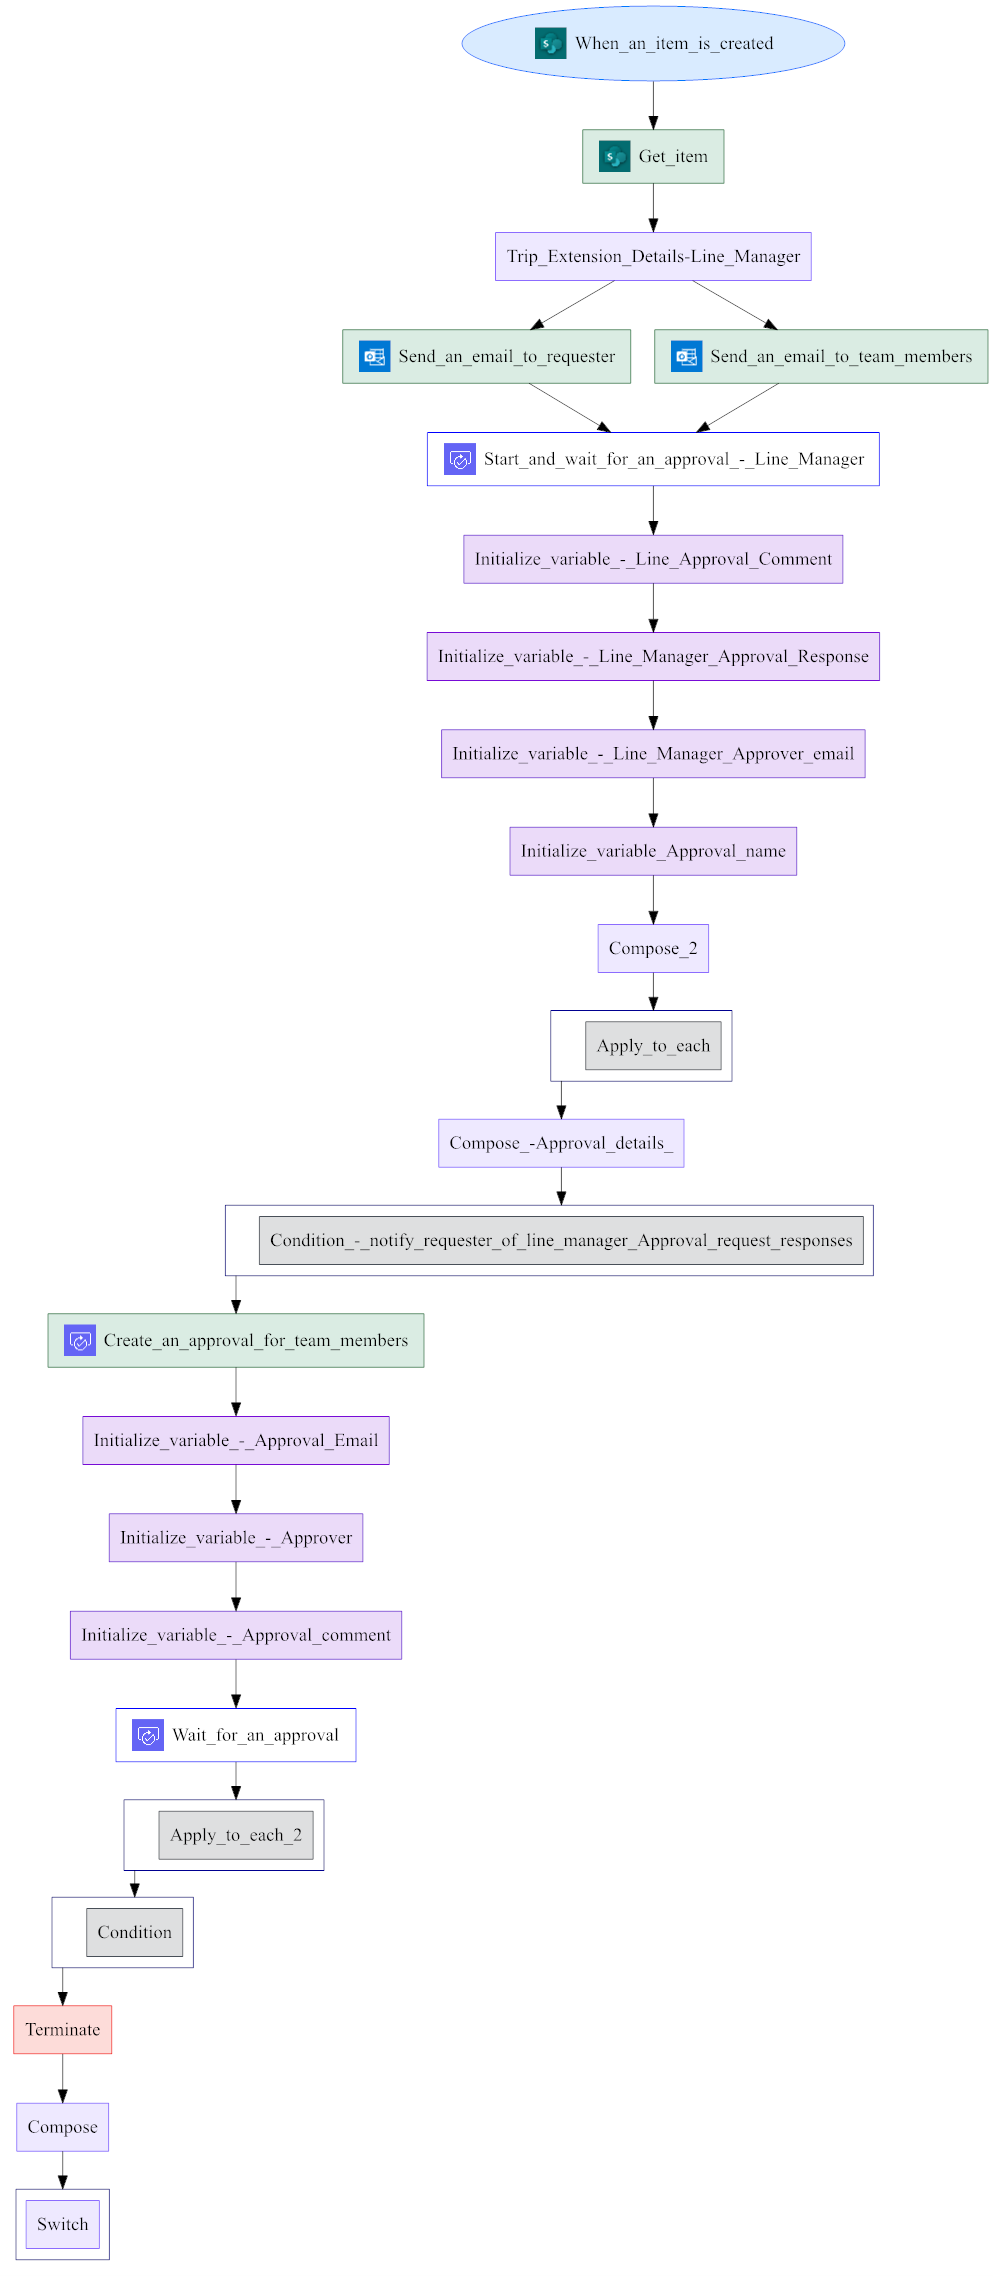 When_an_item_is_created
Get_item
Trip_Extension_Details-Line_Manager
Send_an_email_to_requester
Send_an_email_to_team_members
Start_and_wait_for_an_approval_-_Line_Manager
Initialize_variable_-_Line_Approval_Comment
Initialize_variable_-_Line_Manager_Approval_Response
Initialize_variable_-_Line_Manager_Approver_email
Initialize_variable_Approval_name
Compose_2
Apply_to_each
Compose_-Approval_details_
Condition_-_notify_requester_of_line_manager_Approval_request_responses
Create_an_approval_for_team_members
Initialize_variable_-_Approval_Email
Initialize_variable_-_Approver
Initialize_variable_-_Approval_comment
Wait_for_an_approval
Apply_to_each_2
Condition
Terminate
Compose
Switch